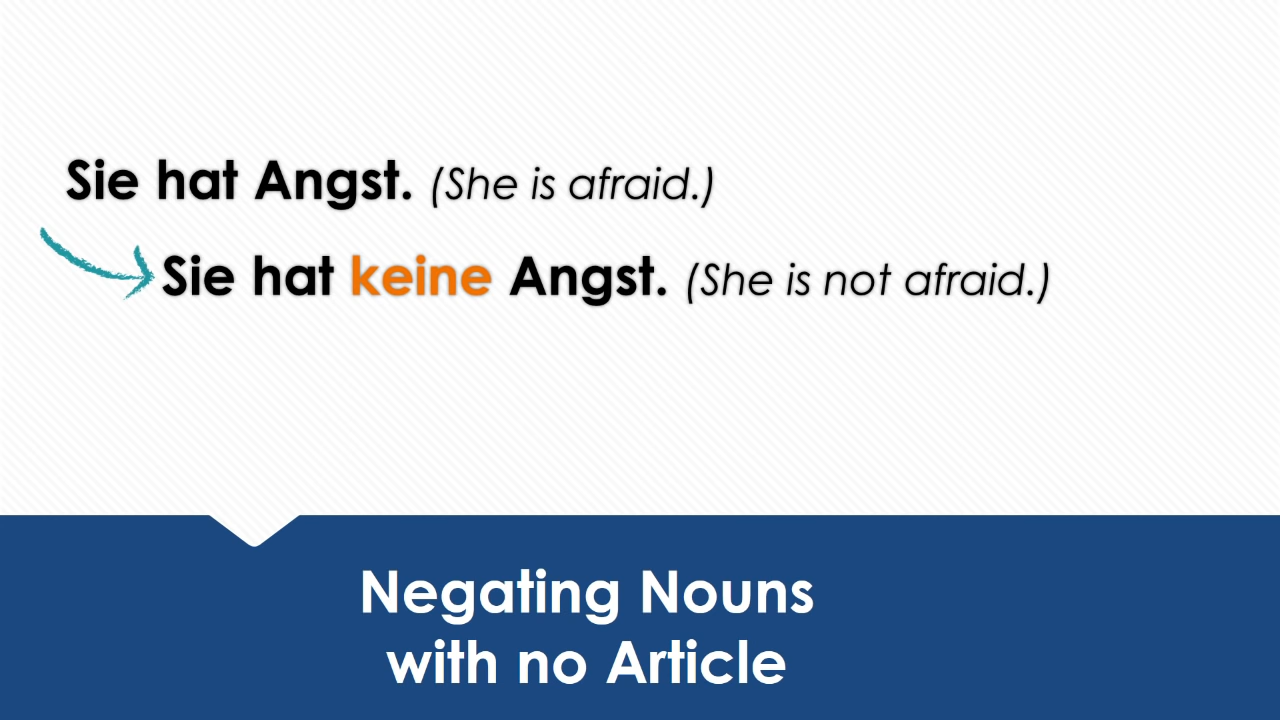 Sie hat Angst. (She is afraid.)
Sie hat keine Angst. (She is not afraid.)
Negating Nouns
with no Article